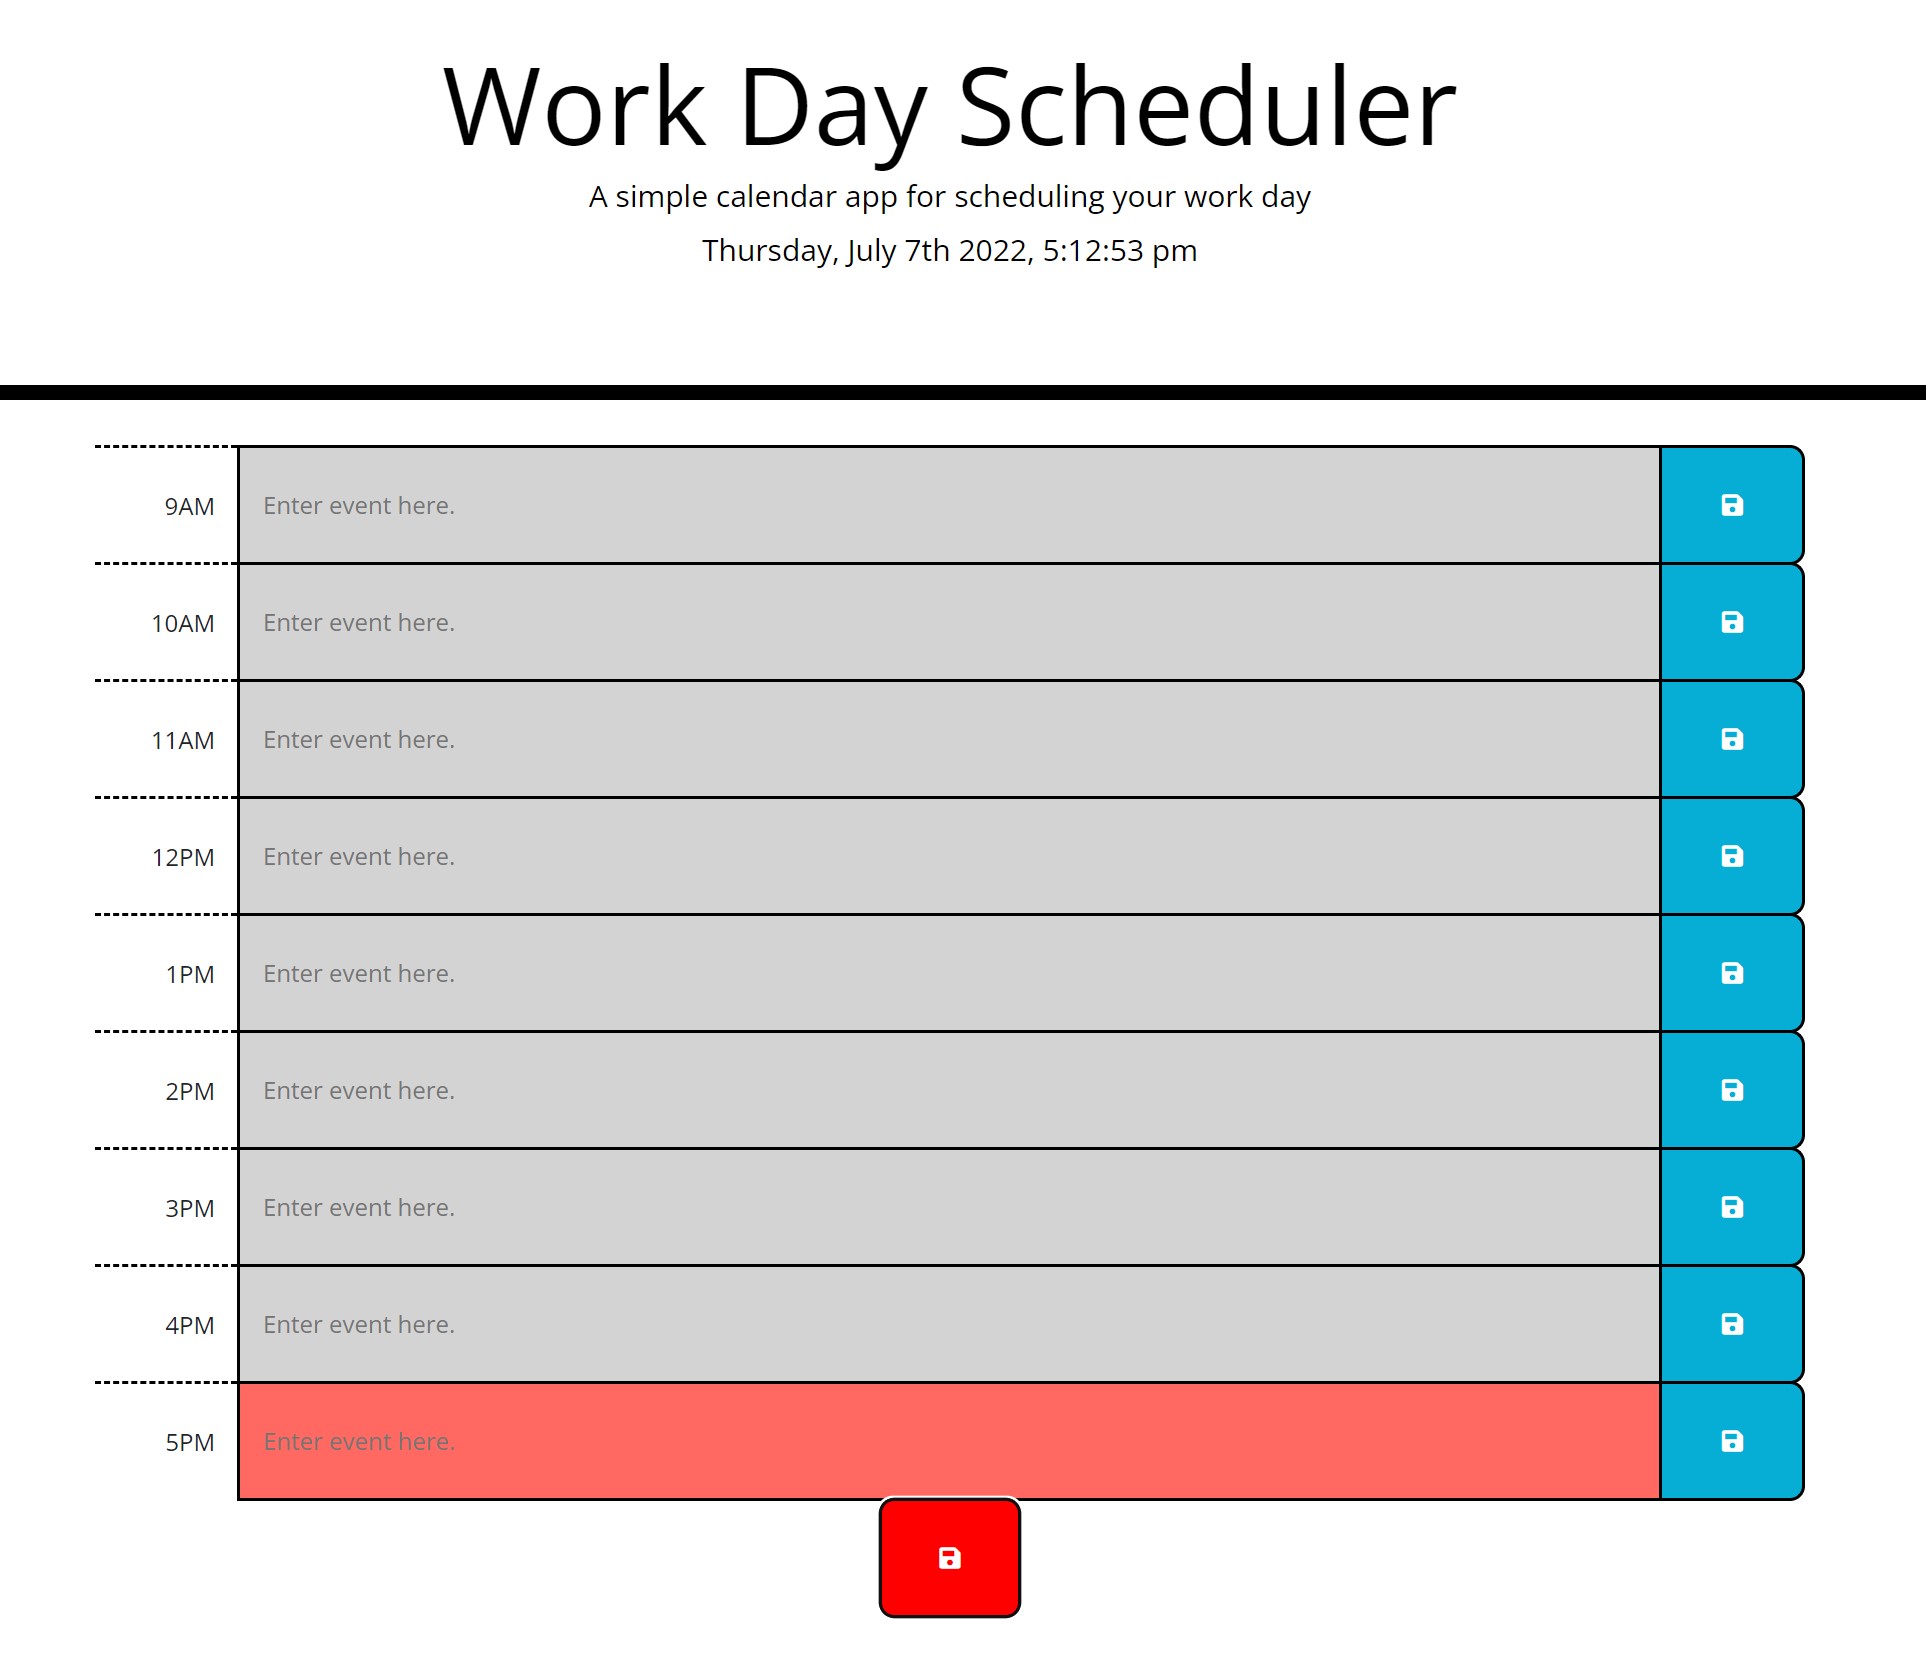 Work Day Scheduler
A simple calendar app for scheduling your work day
Thursday, July 7th 2022, 5:12:53 pm
9AM Enter event here.
10AM Enter event here.
11AM Enter event here.
12PM Enter event here.
1PM Enter event here.
2PM Enter event here.
3PM Enter event here.
4PM Enter event here.
5PM Enter event here.